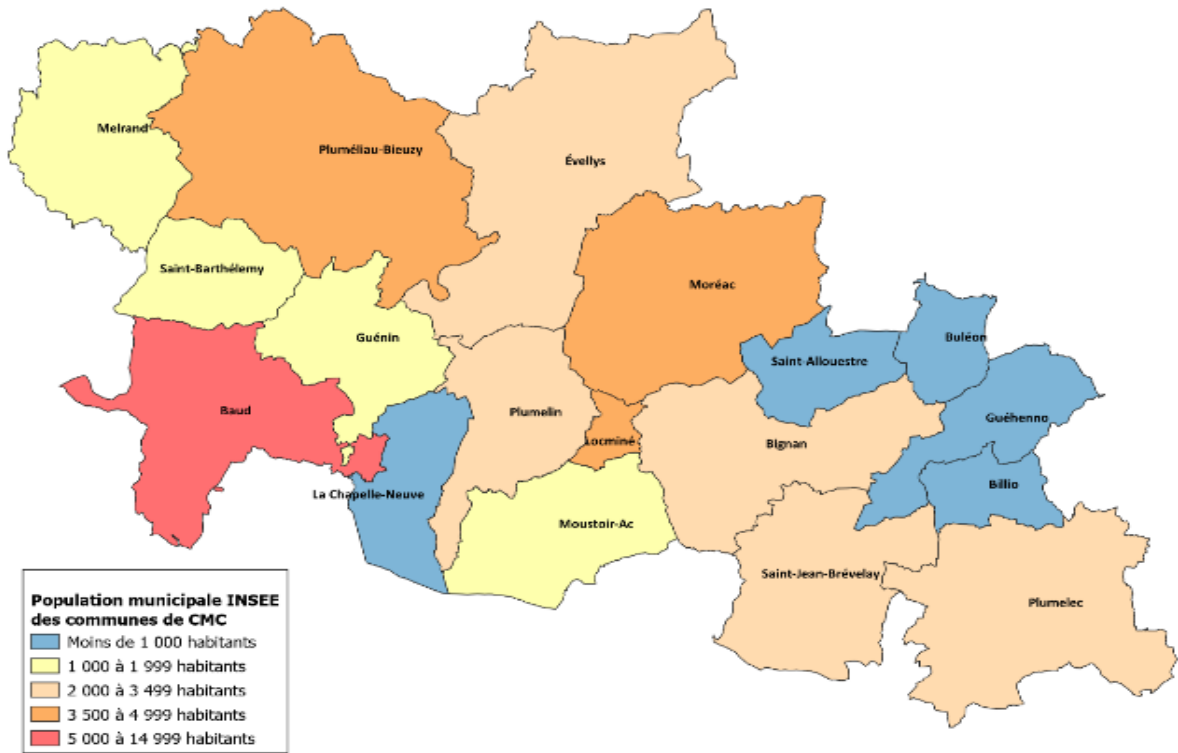 Melrand
Pluméliau-Bieuzy
Évellys
Saint-Barthélemy
Moréac
Guénin
Buléon
Saint-Allouestre
Baud
Plumelin
Guéhenno
Locminé
Bignan
La Chapelle-Neuve
Billio
Moustoir-Ac
Saint-Jean-Brévelay
Plumelec
Population municipale INSEE
des communes de CMC
Moins de 1 000 habitants
1 000 à 1 999 habitants
2 000 à 3 499 habitants
3 500 à 4 999 habitants
5 000 à 14 999 habitants